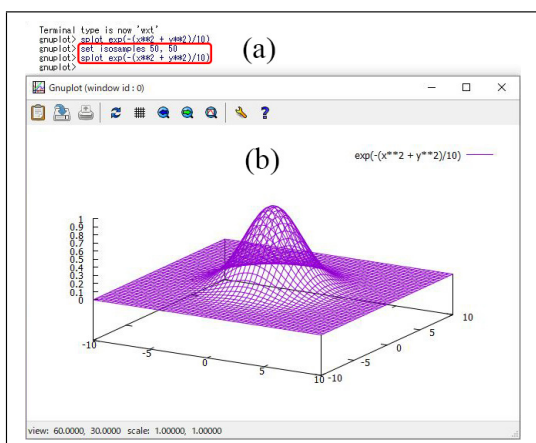 Terminal type is now 'wxt'
gnuplot> splot exp(-(x**2 + y**2)/10)
gnuplot> set isosamples 50, 50
gnuplot> splot exp(-(x**2 + y**2)/10)
gnuplot>
(a)
Gnuplot (window id : 0)
(b)
exp(-(x**2 + y**2)/10)
1
0.9
0.8
0.7
0.6
0.5
0.4
0.3
0.2
0.1
0
-10
-5
0
5
10
-10
-5
0
5
10
view: 60.0000, 30.0000 scale: 1.00000, 1.00000